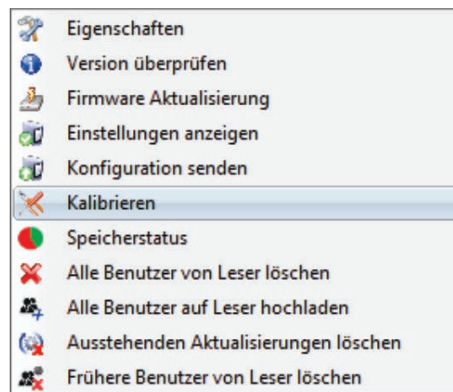 Eigenschaften
Version überprüfen
Firmware Aktualisierung
Einstellungen anzeigen
Konfiguration senden
Kalibrieren
Speicherstatus
Alle Benutzer von Leser löschen
Alle Benutzer auf Leser hochladen
Ausstehenden Aktualisierungen löschen
Frühere Benutzer von Leser löschen